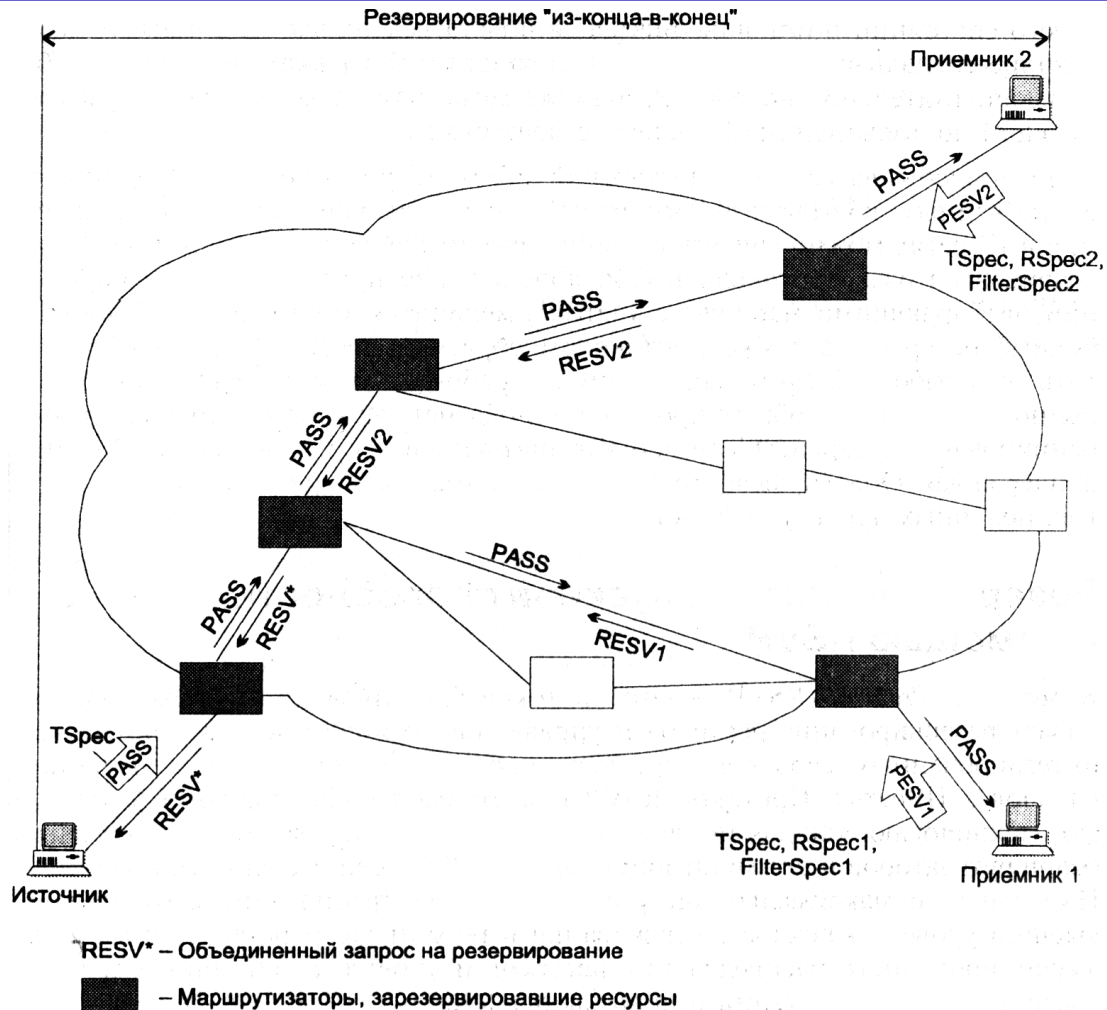 Резервирование "из-конца-в-конец"
Приемник 2
PASS
PESV2
TSpec, RSpec2,
FilterSpec2
PASS
RESV2
PASS
RESV2
PASS
RESV1
PASS
RESV*
TSpec
PASS
RESV*
PASS
PESV1
TSpec, RSpec1,
FilterSpec1
Приемник 1
Источник
"RESV* – Объединенный запрос на резервирование
– Маршрутизаторы, зарезервировавшие ресурсы